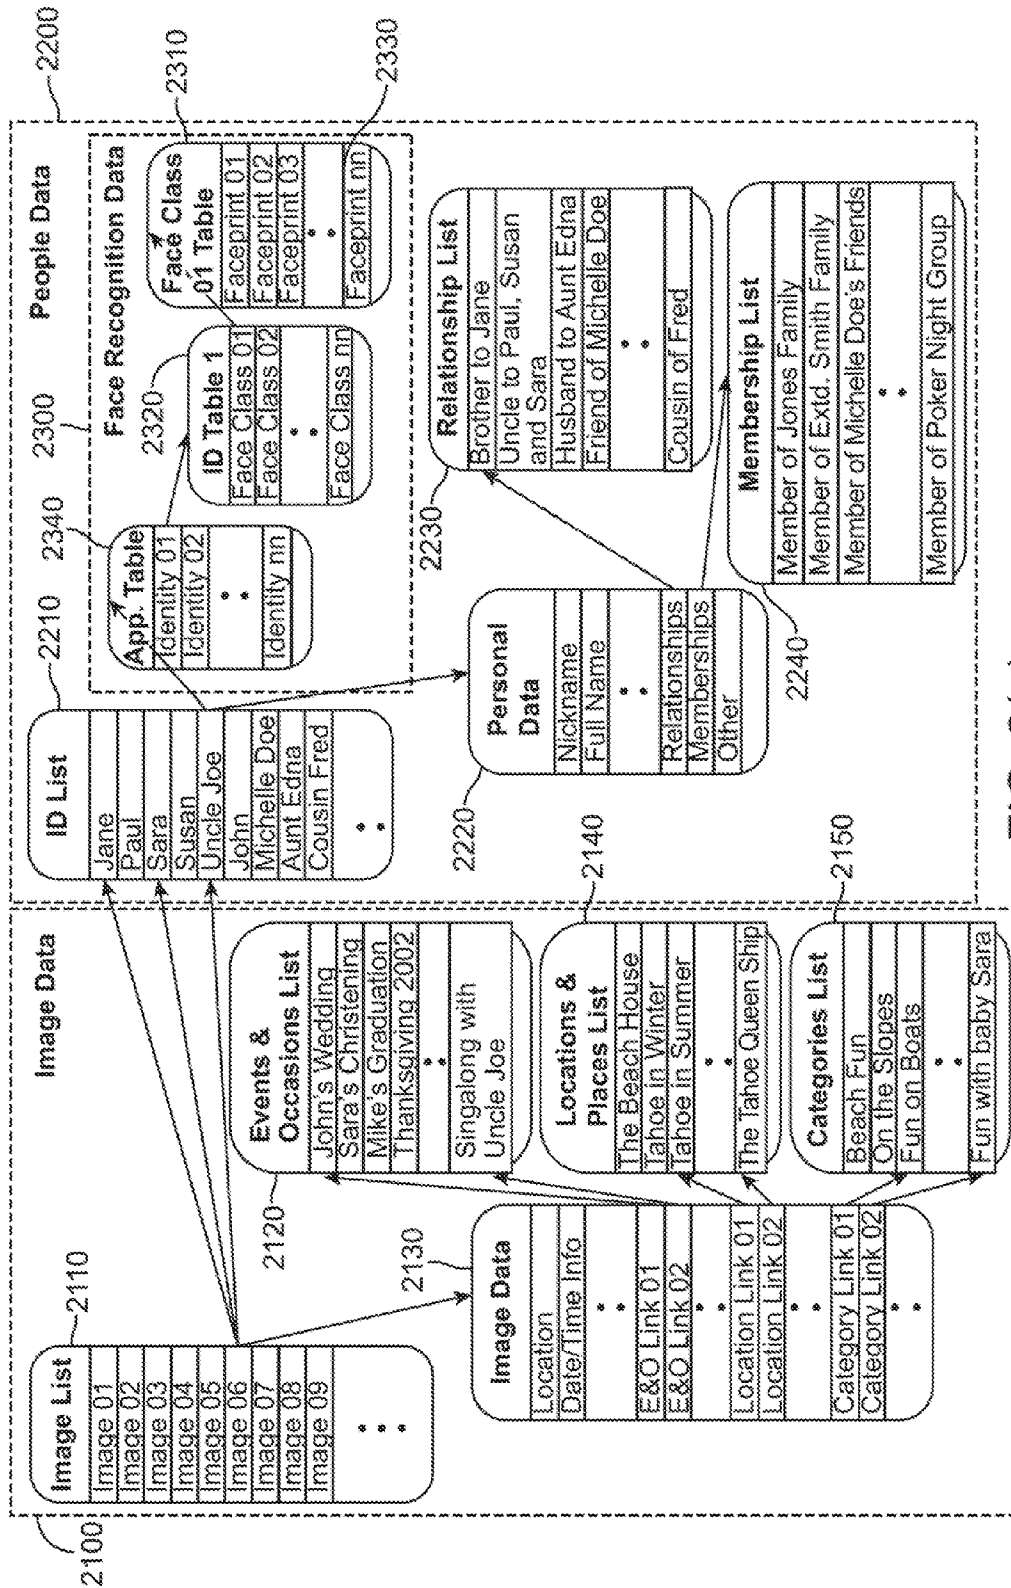 Image Data
People Data
2200
2100
2110
Image List
Image 01
Image 02
Image 03
Image 04
Image 05
Image 06
Image 07
Image 08
Image 09
2130
Image Data
Location
Date/Time Info
E&O Link 01
E&O Link 02
Location Link 01
Location Link 02
Category Link 01
Category Link 02
2120
Events &
Occasions List
John's Wedding
Sara's Christening
Mike's Graduation
Thanksgiving 2002
Singalong with
Uncle Joe
2140
Locations &
Places List
The Beach House
Tahoe in Winter
Tahoe in Summer
The Tahoe Queen Ship
2150
Categories List
Beach Fun
On the Slopes
Fun on Boats
Fun with baby Sara
2210
ID List
Jane
Paul
Sara
Susan
Uncle Joe
John
Michelle Doe
Aunt Edna
Cousin Fred
2300
Face Recognition Data
2340
App. Table
Identity 01
Identity 02
Identity nn
2320
ID Table 1
Face Class 01
Face Class 02
Face Class nn
2310
Face Class
01 Table
Faceprint 01
Faceprint 02
Faceprint 03
Faceprint nn
2330
2220
Personal
Data
Nickname
Full Name
Relationships
Memberships
Other
2230
Relationship List
Brother to Jane
Uncle to Paul, Susan
and Sara
Husband to Aunt Edna
Friend of Michelle Doe
Cousin of Fred
2240
Membership List
Member of Jones Family
Member of Extd. Smith Family
Member of Michelle Doe's Friends
Member of Poker Night Group